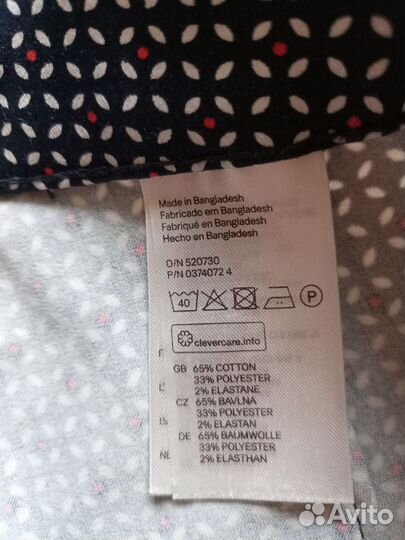 Made in Bangladesh
Fabricado em Bangladesh
Fabriqué en Bangladesh
Hecho en Bangladesh
O/N 520730
P/N 0374072 4
40
P
clevercare.info
GB 65% COTTON
33% POLYESTER
2% ELASTANE
CZ 65% BAVLNA
33% POLYESTER
2% ELASTAN
DE 65% BAUMWOLLE
33% POLYESTER
2% ELASTHAN
NL
Avito